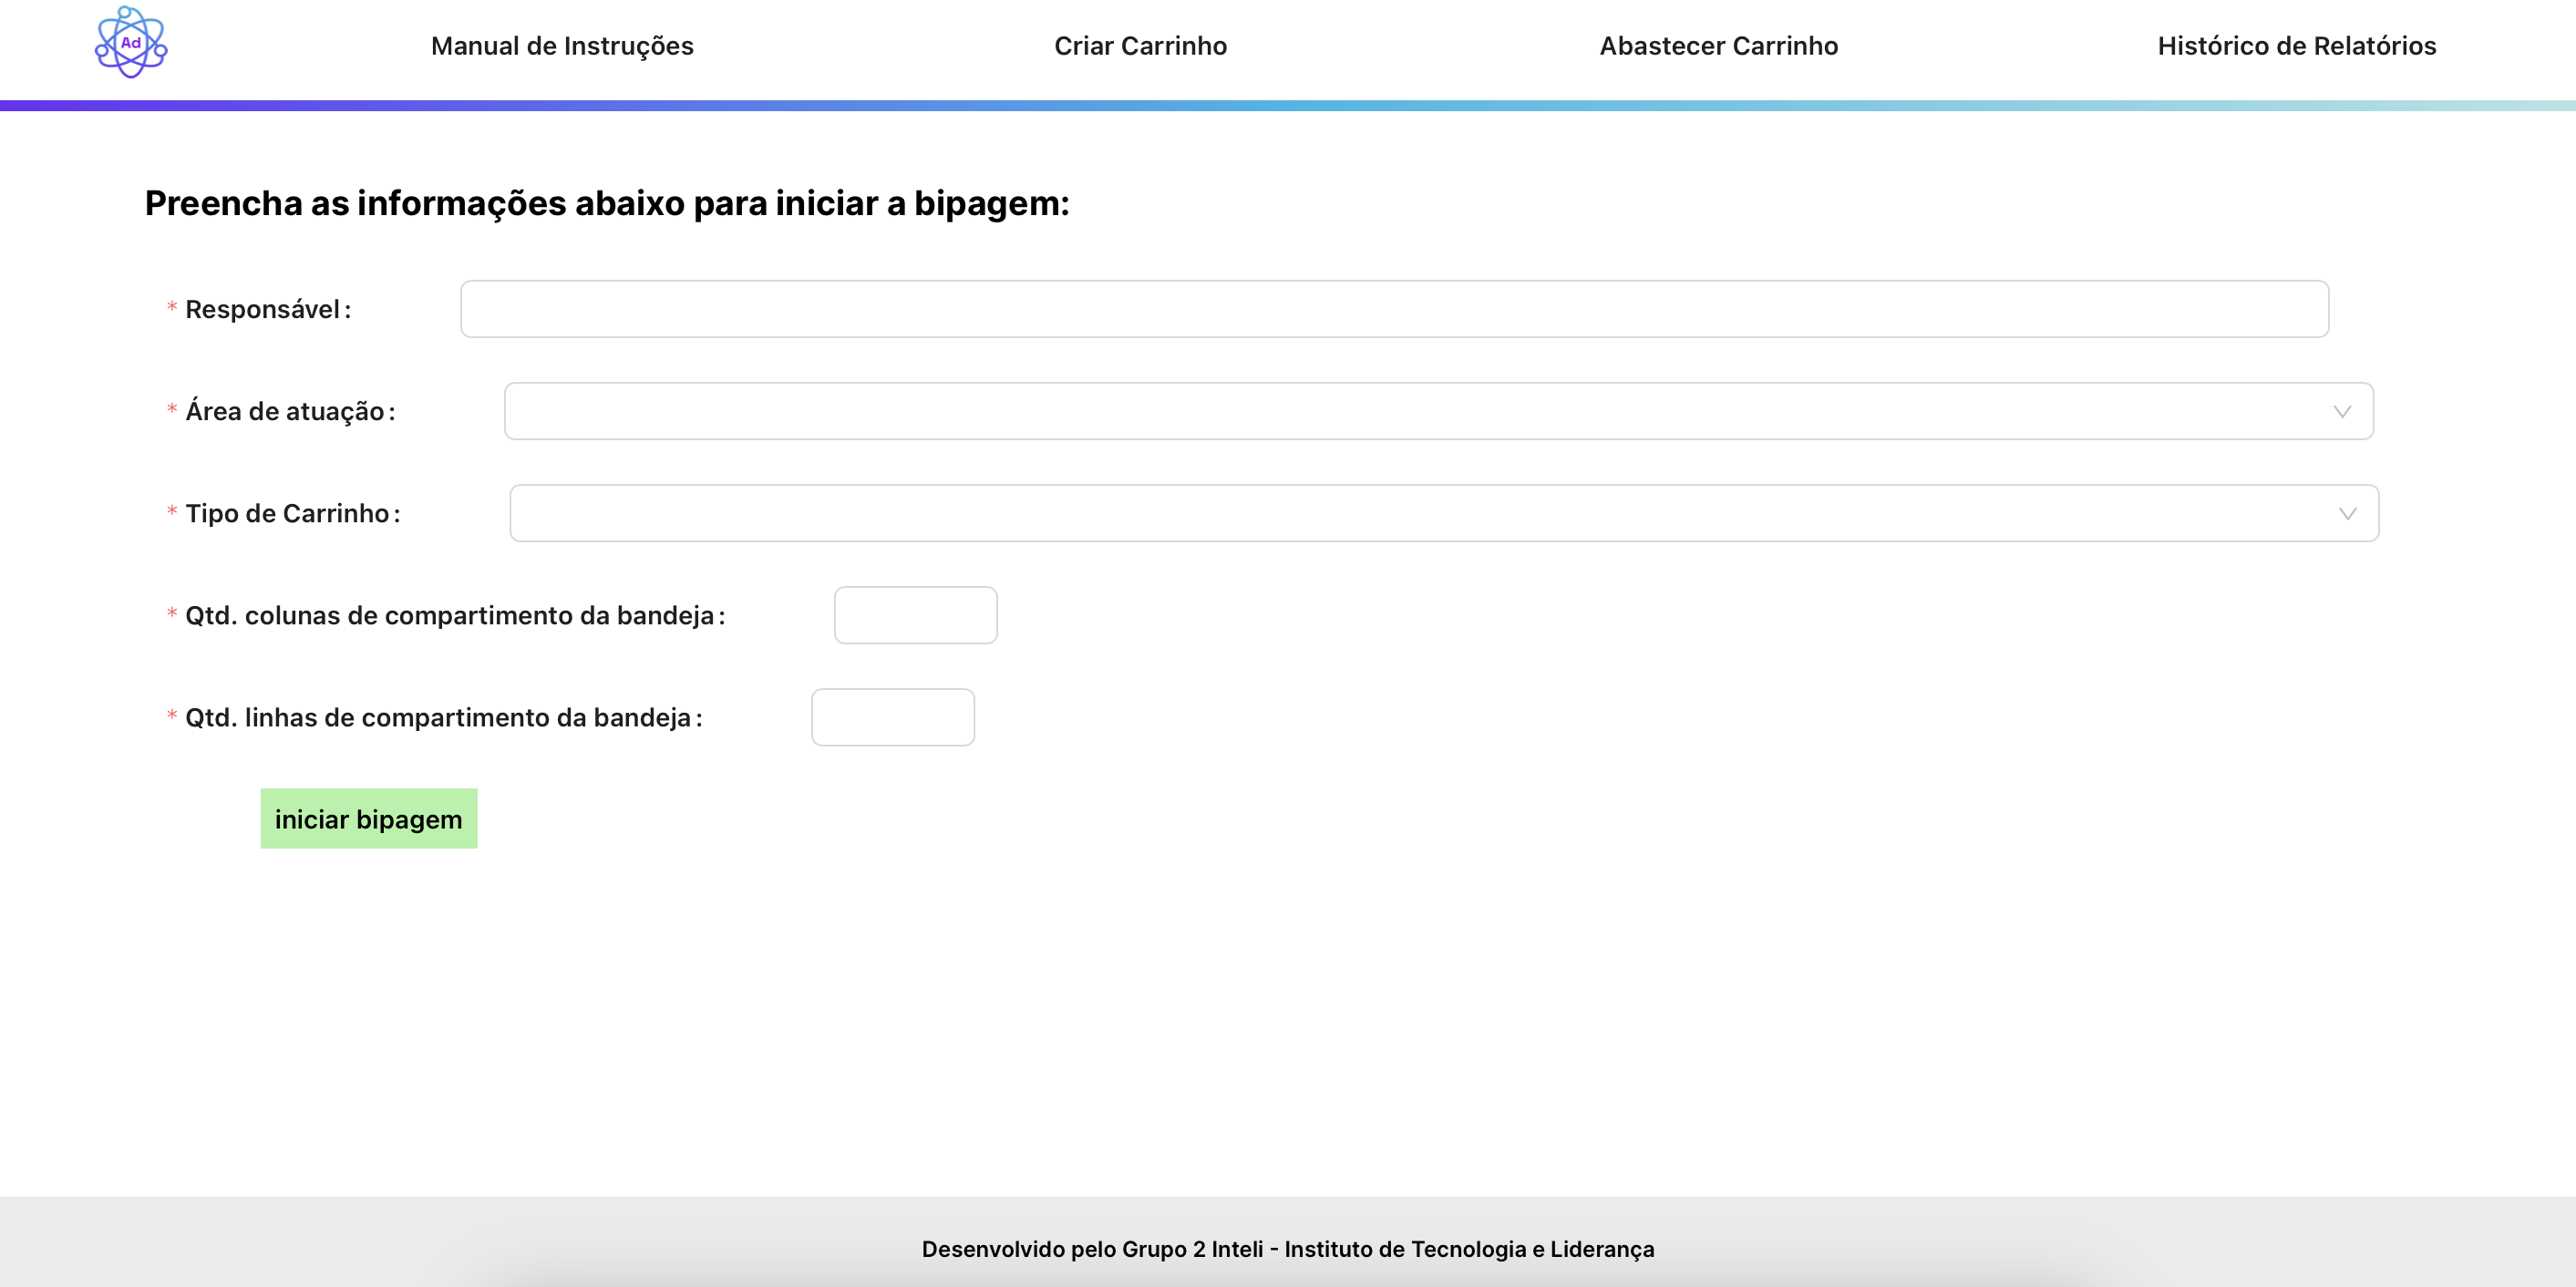 Ad
Manual de Instruções
Criar Carrinho
Abastecer Carrinho
Histórico de Relatórios
Preencha as informações abaixo para iniciar a bipagem:
* Responsável:
* Área de atuação:
* Tipo de Carrinho:
* Qtd. colunas de compartimento da bandeja:
* Qtd. linhas de compartimento da bandeja:
iniciar bipagem
Desenvolvido pelo Grupo 2 Inteli - Instituto de Tecnologia e Liderança